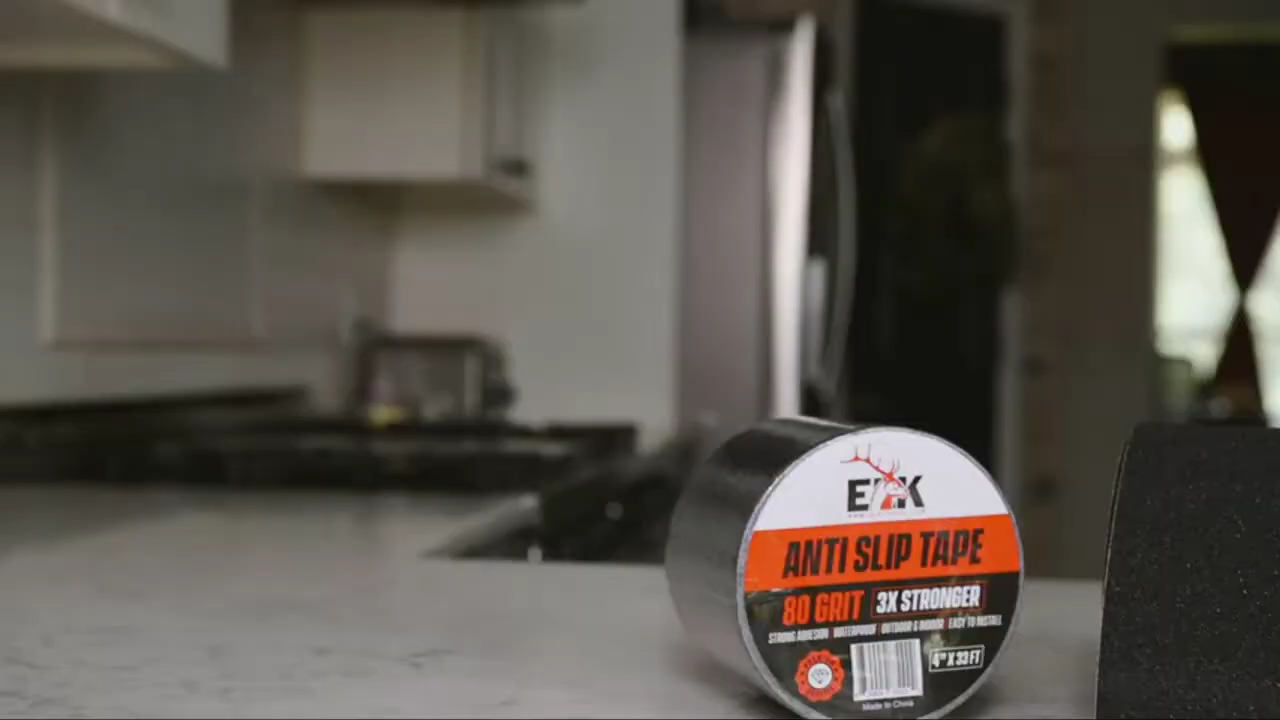 ELK
ANTI SLIP TAPE
80 GRIT 3X STRONGER
STRONG ADHESION WATERPROOF OUTDOOR & INDOOR EASY TO INSTALL
4" X 33 FT
Made In China